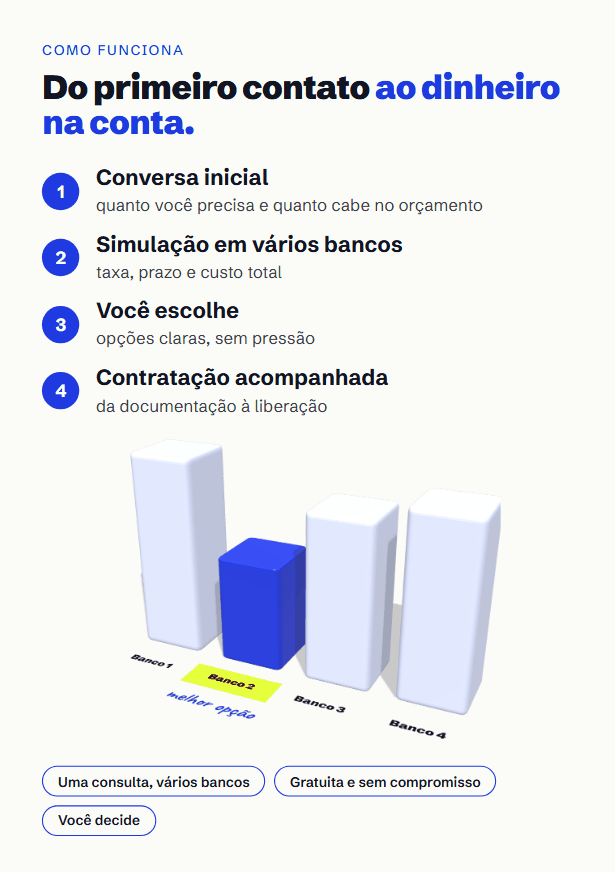 COMO FUNCIONA
Do primeiro contato ao dinheiro
na conta.
1
Conversa inicial
quanto você precisa e quanto cabe no orçamento
2
Simulação em vários bancos
taxa, prazo e custo total
3
Você escolhe
opções claras, sem pressão
4
Contratação acompanhada
da documentação à liberação
Banco 1
Banco 2
melhor opção
Banco 3
Banco 4
Uma consulta, vários bancos
Gratuita e sem compromisso
Você decide